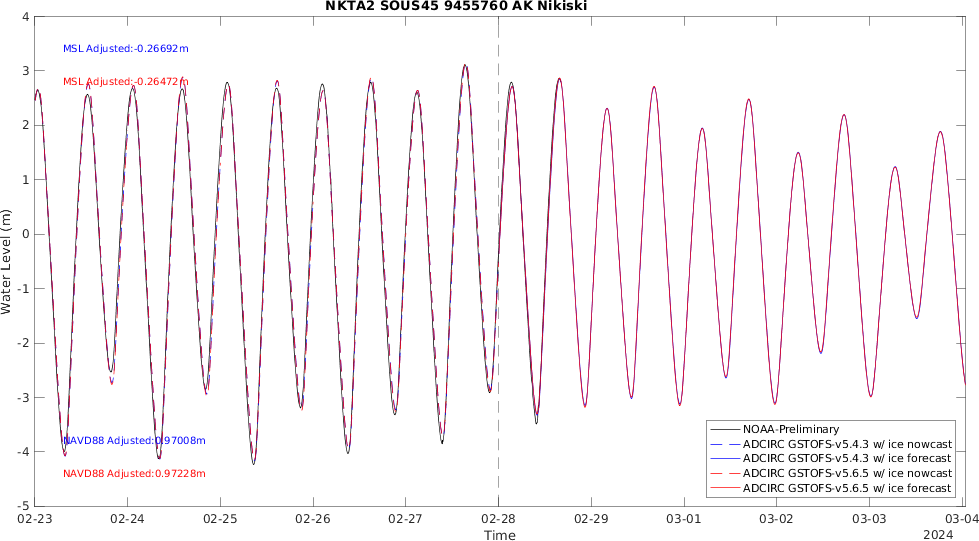 NKTA2 SOUS45 9455760 AK Nikiski
4
3
2
1
0
-1
-2
-3
-4
-5
Water Level (m)
MSL Adjusted:-0.26692m
MSL Adjusted:-0.26472m
NAVD88 Adjusted:0.97008m
NAVD88 Adjusted:0.97228m
NOAA-Preliminary
ADCIRC GSTOFS-v5.4.3 w/ ice nowcast
ADCIRC GSTOFS-v5.4.3 w/ ice forecast
ADCIRC GSTOFS-v5.6.5 w/ ice nowcast
ADCIRC GSTOFS-v5.6.5 w/ ice forecast
02-23 02-24 02-25 02-26 02-27 02-28 02-29 03-01 03-02 03-03 03-04
Time
2024